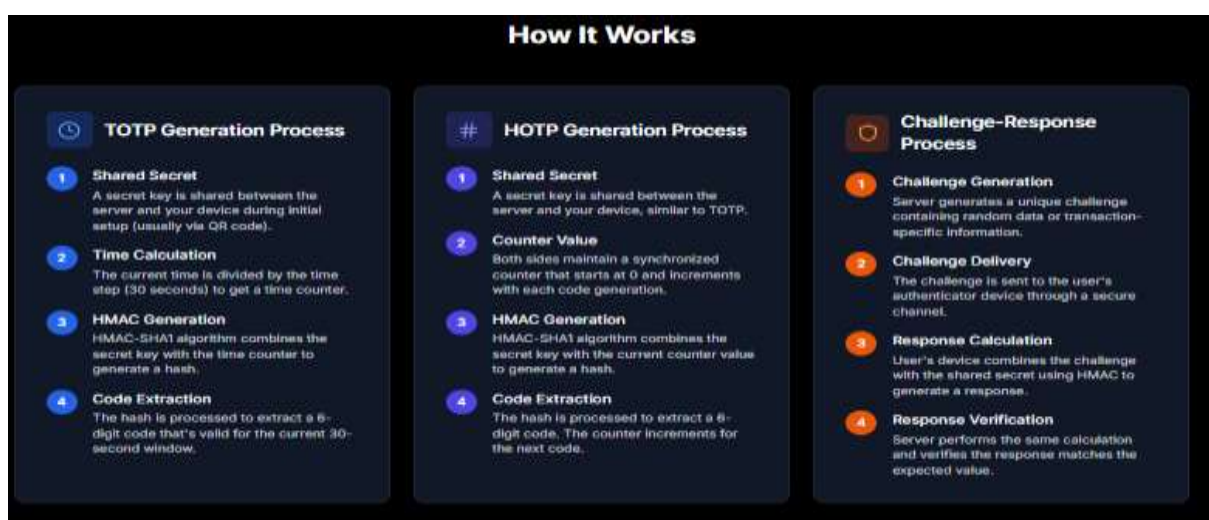 How It Works
TOTP Generation Process
1
Shared Secret
A secret key is shared between the
server and your device during initial
setup (usually via QR code).
2
Time Calculation
The current time is divided by the time
step (30 seconds) to get a time counter.
3
HMAC Generation
HMAC-SHA1 algorithm combines the
secret key with the time counter to
generate a hash.
4
Code Extraction
The hash is processed to extract a 6-
digit code that's valid for the current 30-
second window.
#
HOTP Generation Process
1
Shared Secret
A secret key is shared between the
server and your device, similar to TOTP.
2
Counter Value
Both sides maintain a synchronized
counter that starts at 0 and increments
with each code generation.
3
HMAC Generation
HMAC-SHA1 algorithm combines the
secret key with the current counter value
to generate a hash.
4
Code Extraction
The hash is processed to extract a 6-
digit code. The counter increments for
the next code.
Challenge-Response
Process
1
Challenge Generation
Server generates a unique challenge
containing random data or transaction-
specific information.
2
Challenge Delivery
The challenge is sent to the user's
authenticator device through a secure
channel.
3
Response Calculation
User's device combines the challenge
with the shared secret using HMAC to
generate a response.
4
Response Verification
Server performs the same calculation
and verifies the response matches the
expected value.